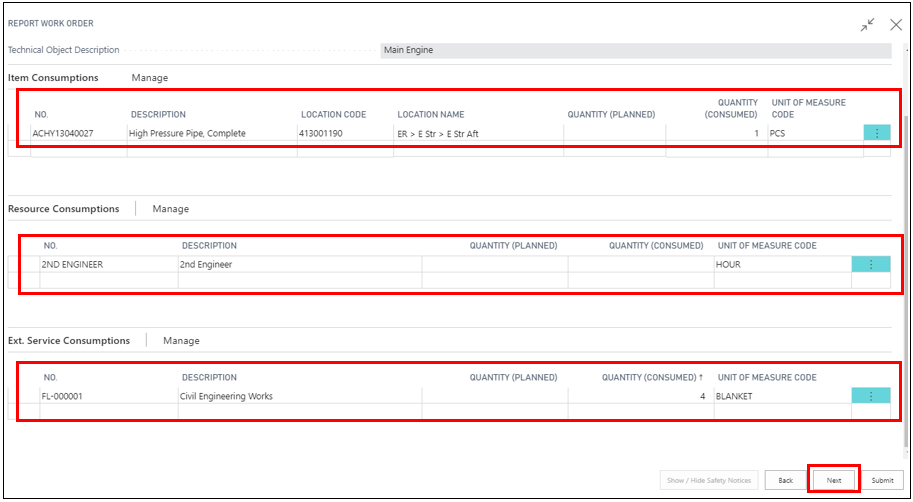 REPORT WORK ORDER
Technical Object Description Main Engine
Item Consumptions Manage
NO. DESCRIPTION LOCATION CODE LOCATION NAME QUANTITY (PLANNED) QUANTITY (CONSUMED) UNIT OF MEASURE CODE
ACHY13040027 High Pressure Pipe, Complete 413001190 ER > E Str > E Str Aft 1 PCS
Resource Consumptions Manage
NO. DESCRIPTION QUANTITY (PLANNED) QUANTITY (CONSUMED) UNIT OF MEASURE CODE
2ND ENGINEER 2nd Engineer HOUR
Ext. Service Consumptions Manage
NO. DESCRIPTION QUANTITY (PLANNED) QUANTITY (CONSUMED) ↑ UNIT OF MEASURE CODE
FL-000001 Civil Engineering Works 4 BLANKET
Show / Hide Safety Notices Back Next Submit